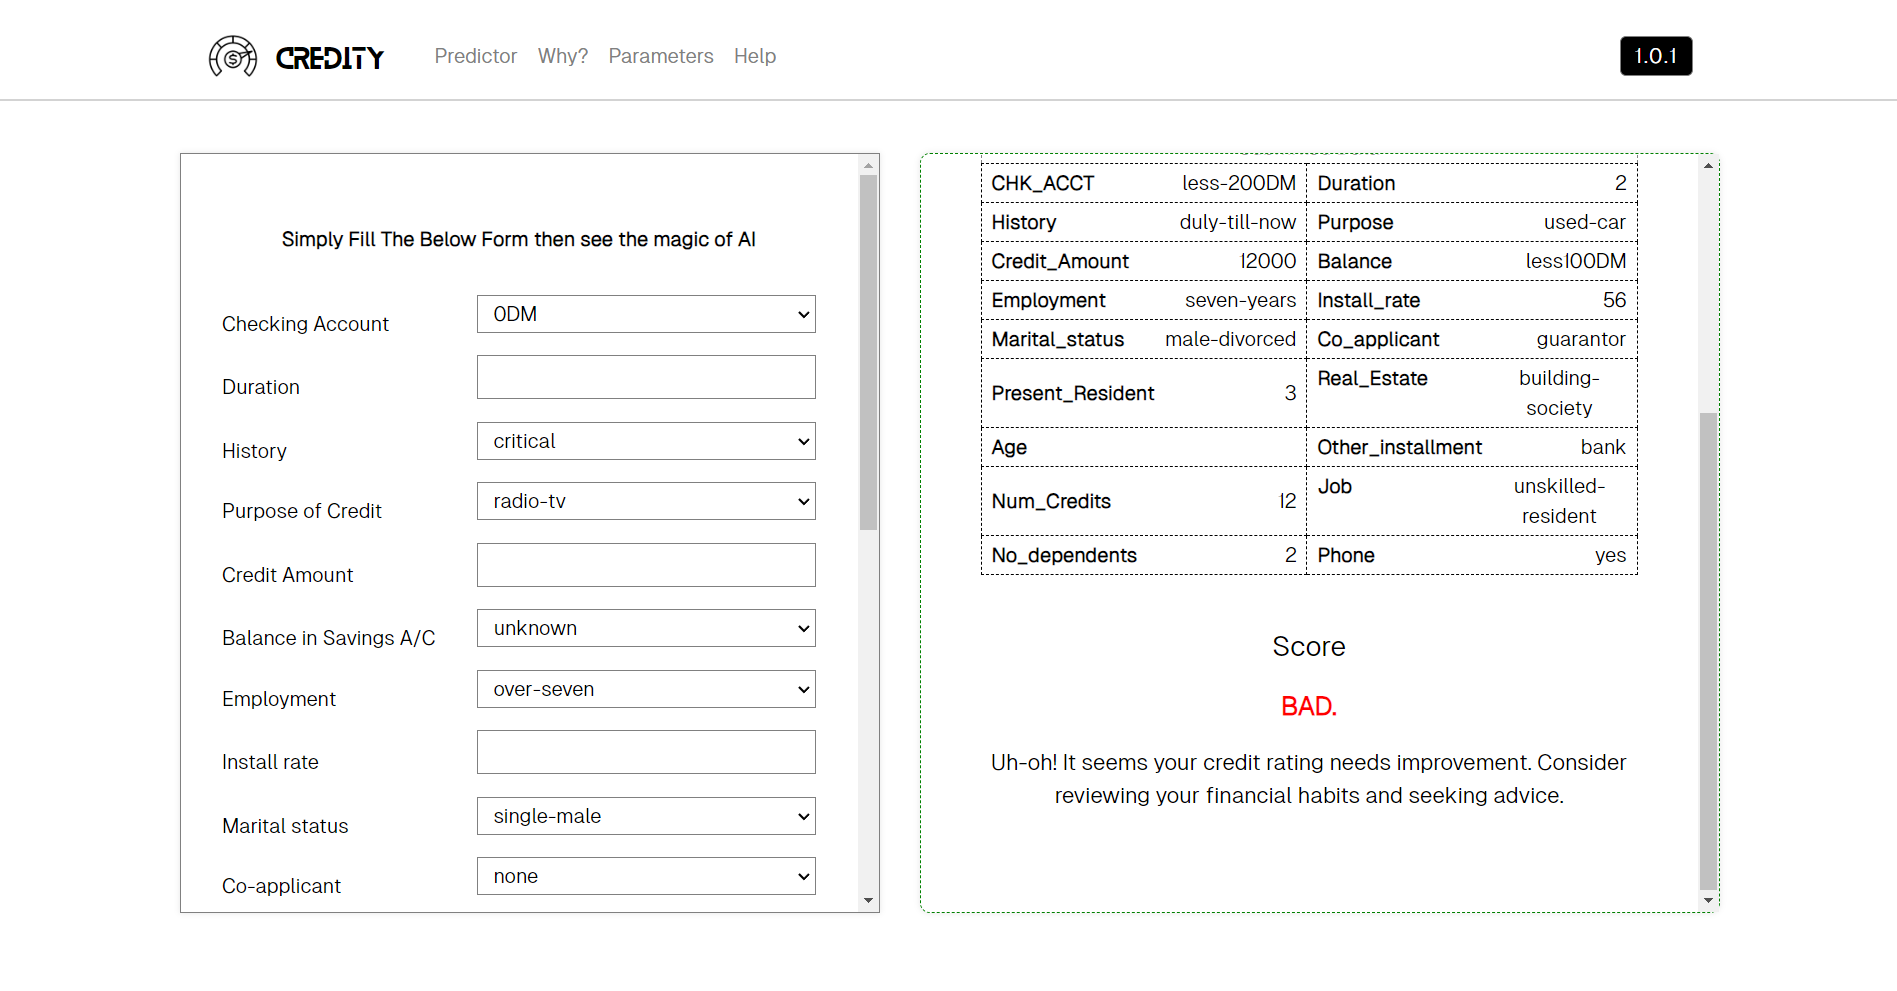 CREDITY Predictor Why? Parameters Help 1.0.1
Simply Fill The Below Form then see the magic of AI
Checking Account 0DM
Duration
History critical
Purpose of Credit radio-tv
Credit Amount
Balance in Savings A/C unknown
Employment over-seven
Install rate
Marital status single-male
Co-applicant none
CHK_ACCT less-200DM Duration 2
History duly-till-now Purpose used-car
Credit_Amount 12000 Balance less100DM
Employment seven-years Install_rate 56
Marital_status male-divorced Co_applicant guarantor
Present_Resident 3 Real_Estate building-
society
Age Other_installment bank
Num_Credits 12 Job unskilled-
resident
No_dependents 2 Phone yes
Score
BAD.
Uh-oh! It seems your credit rating needs improvement. Consider
reviewing your financial habits and seeking advice.